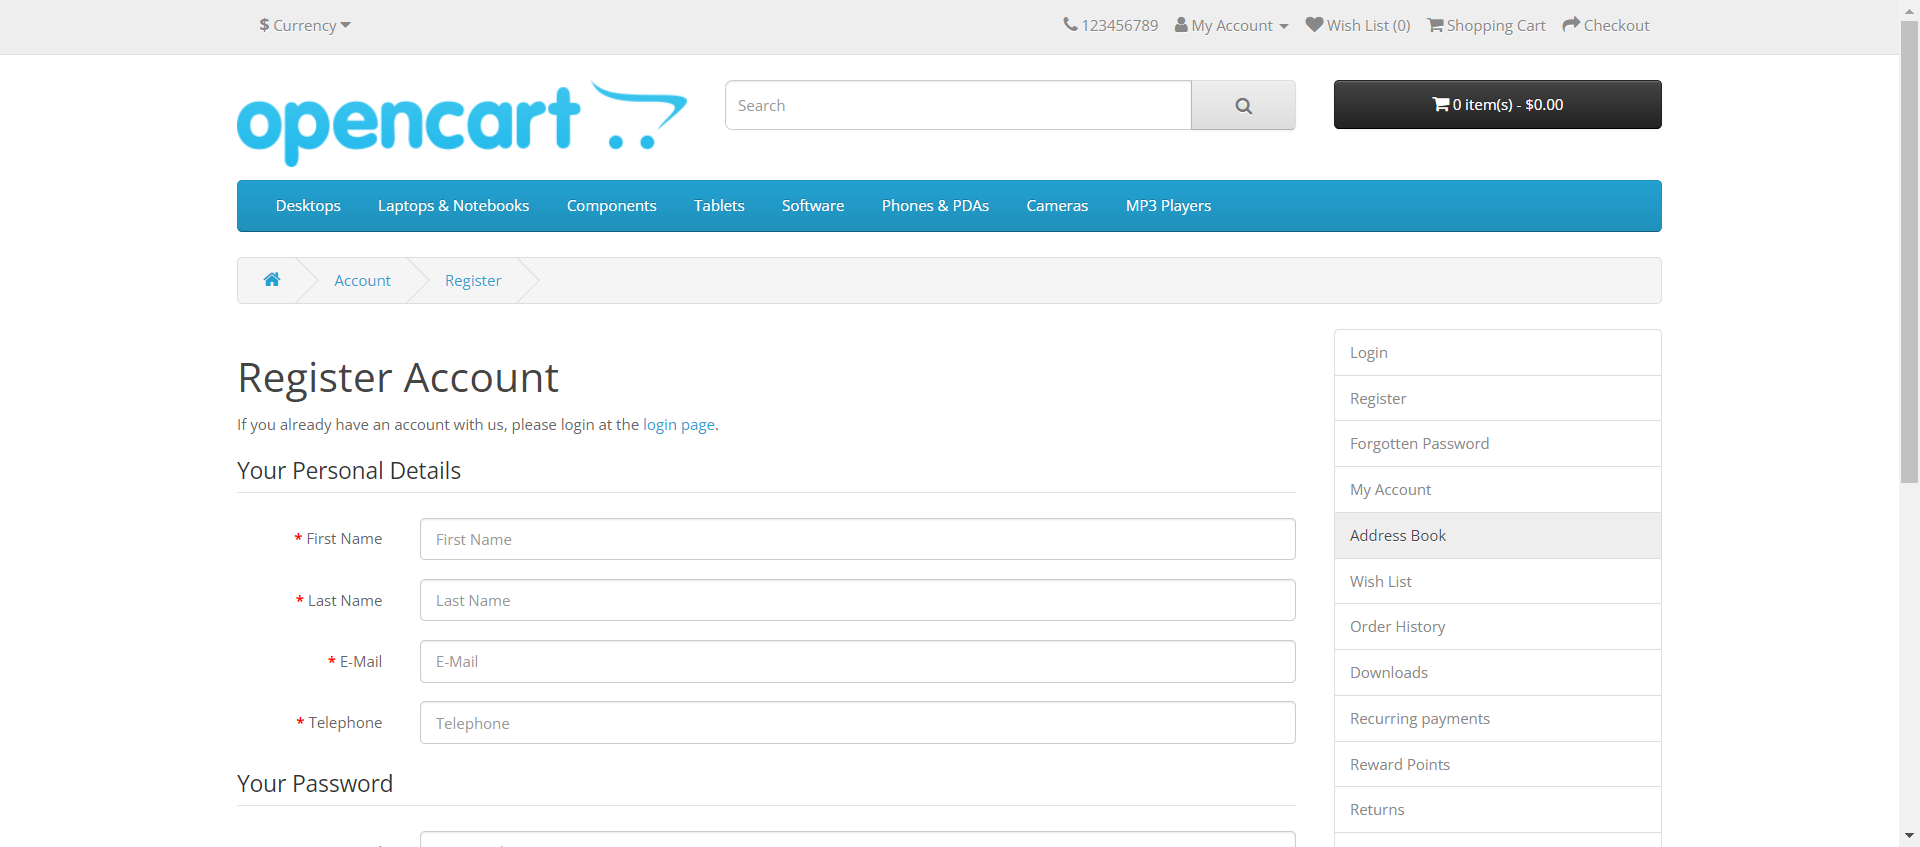 $ Currency
123456789 My Account Wish List (0) Shopping Cart Checkout
opencart
Search
0 item(s) - $0.00
Desktops Laptops & Notebooks Components Tablets Software Phones & PDAs Cameras MP3 Players
Account Register
Register Account
If you already have an account with us, please login at the login page.
Your Personal Details
* First Name First Name
* Last Name Last Name
* E-Mail E-Mail
* Telephone Telephone
Your Password
Login
Register
Forgotten Password
My Account
Address Book
Wish List
Order History
Downloads
Recurring payments
Reward Points
Returns